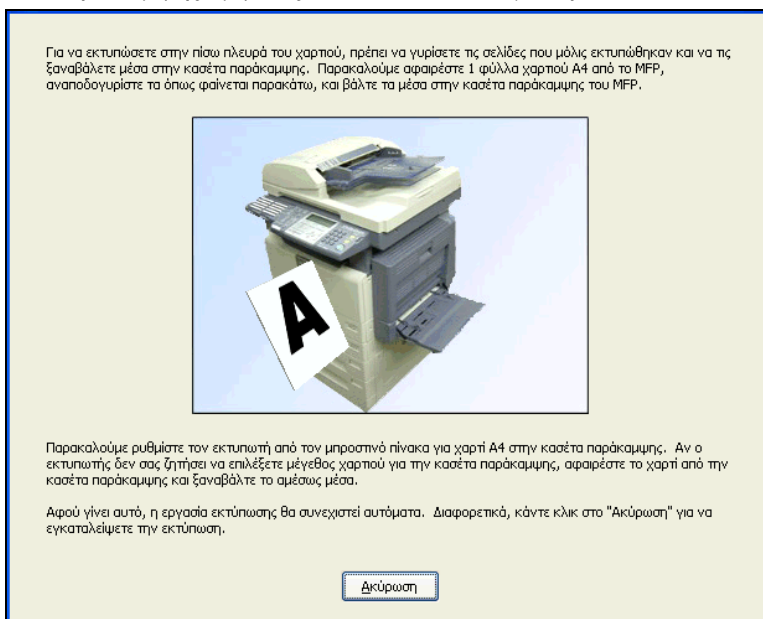 Για να εκτυπώσετε στην πίσω πλευρά του χαρτιού, πρέπει να γυρίσετε τις σελίδες που μόλις εκτυπώθηκαν και να τις
ξαναβάλετε μέσα στην κασέτα παράκαμψης. Παρακαλούμε αφαιρέστε 1 φύλλα χαρτιού A4 από το MFP,
αναποδογυρίστε τα όπως φαίνεται παρακάτω, και βάλτε τα μέσα στην κασέτα παράκαμψης του MFP.
A
Παρακαλούμε ρυθμίστε τον εκτυπωτή από τον μπροστινό πίνακα για χαρτί A4 στην κασέτα παράκαμψης. Αν ο
εκτυπωτής δεν σας ζητήσει να επιλέξετε μέγεθος χαρτιού για την κασέτα παράκαμψης, αφαιρέστε το χαρτί από την
κασέτα παράκαμψης και ξαναβάλτε το αμέσως μέσα.
Αφού γίνει αυτό, η εργασία εκτύπωσης θα συνεχιστεί αυτόματα. Διαφορετικά, κάντε κλικ στο "Ακύρωση" για να
εγκαταλείψετε την εκτύπωση.
Ακύρωση